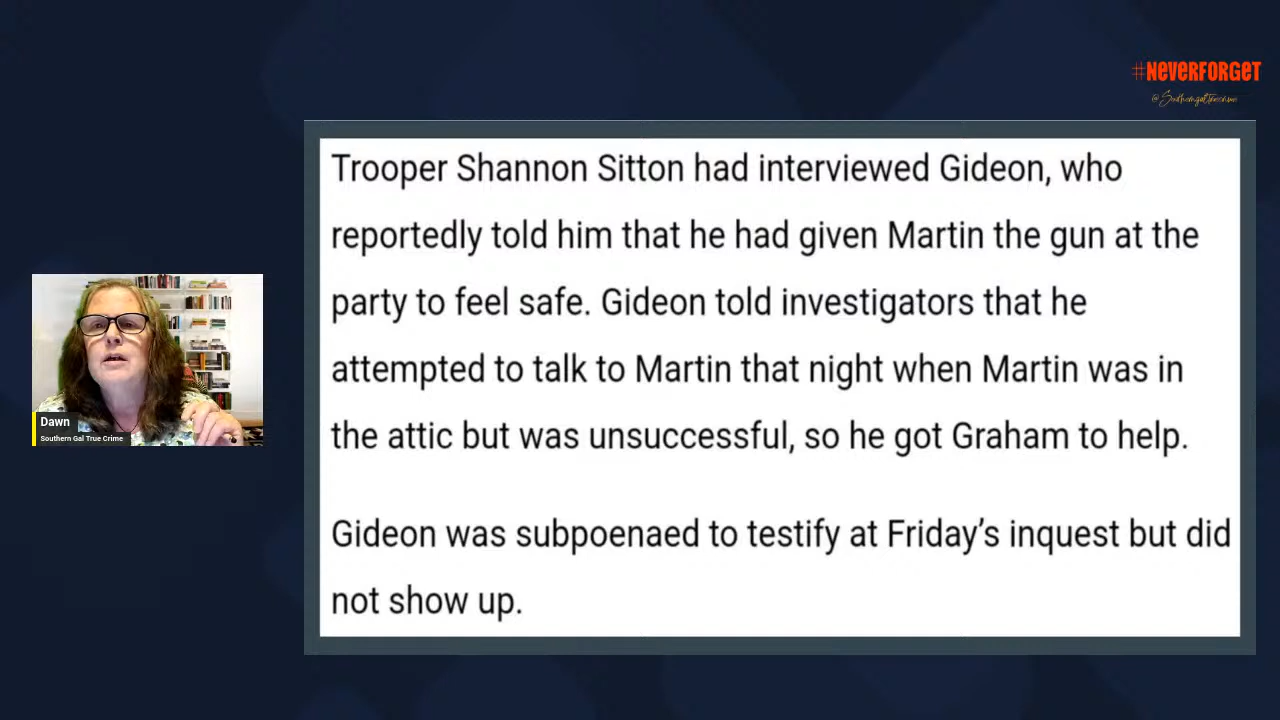 #NEVERFORGET
@Southerngaltruecrime
Trooper Shannon Sitton had interviewed Gideon, who
reportedly told him that he had given Martin the gun at the
party to feel safe. Gideon told investigators that he
attempted to talk to Martin that night when Martin was in
the attic but was unsuccessful, so he got Graham to help.
Gideon was subpoenaed to testify at Friday’s inquest but did
not show up.
Dawn
Southern Gal True Crime